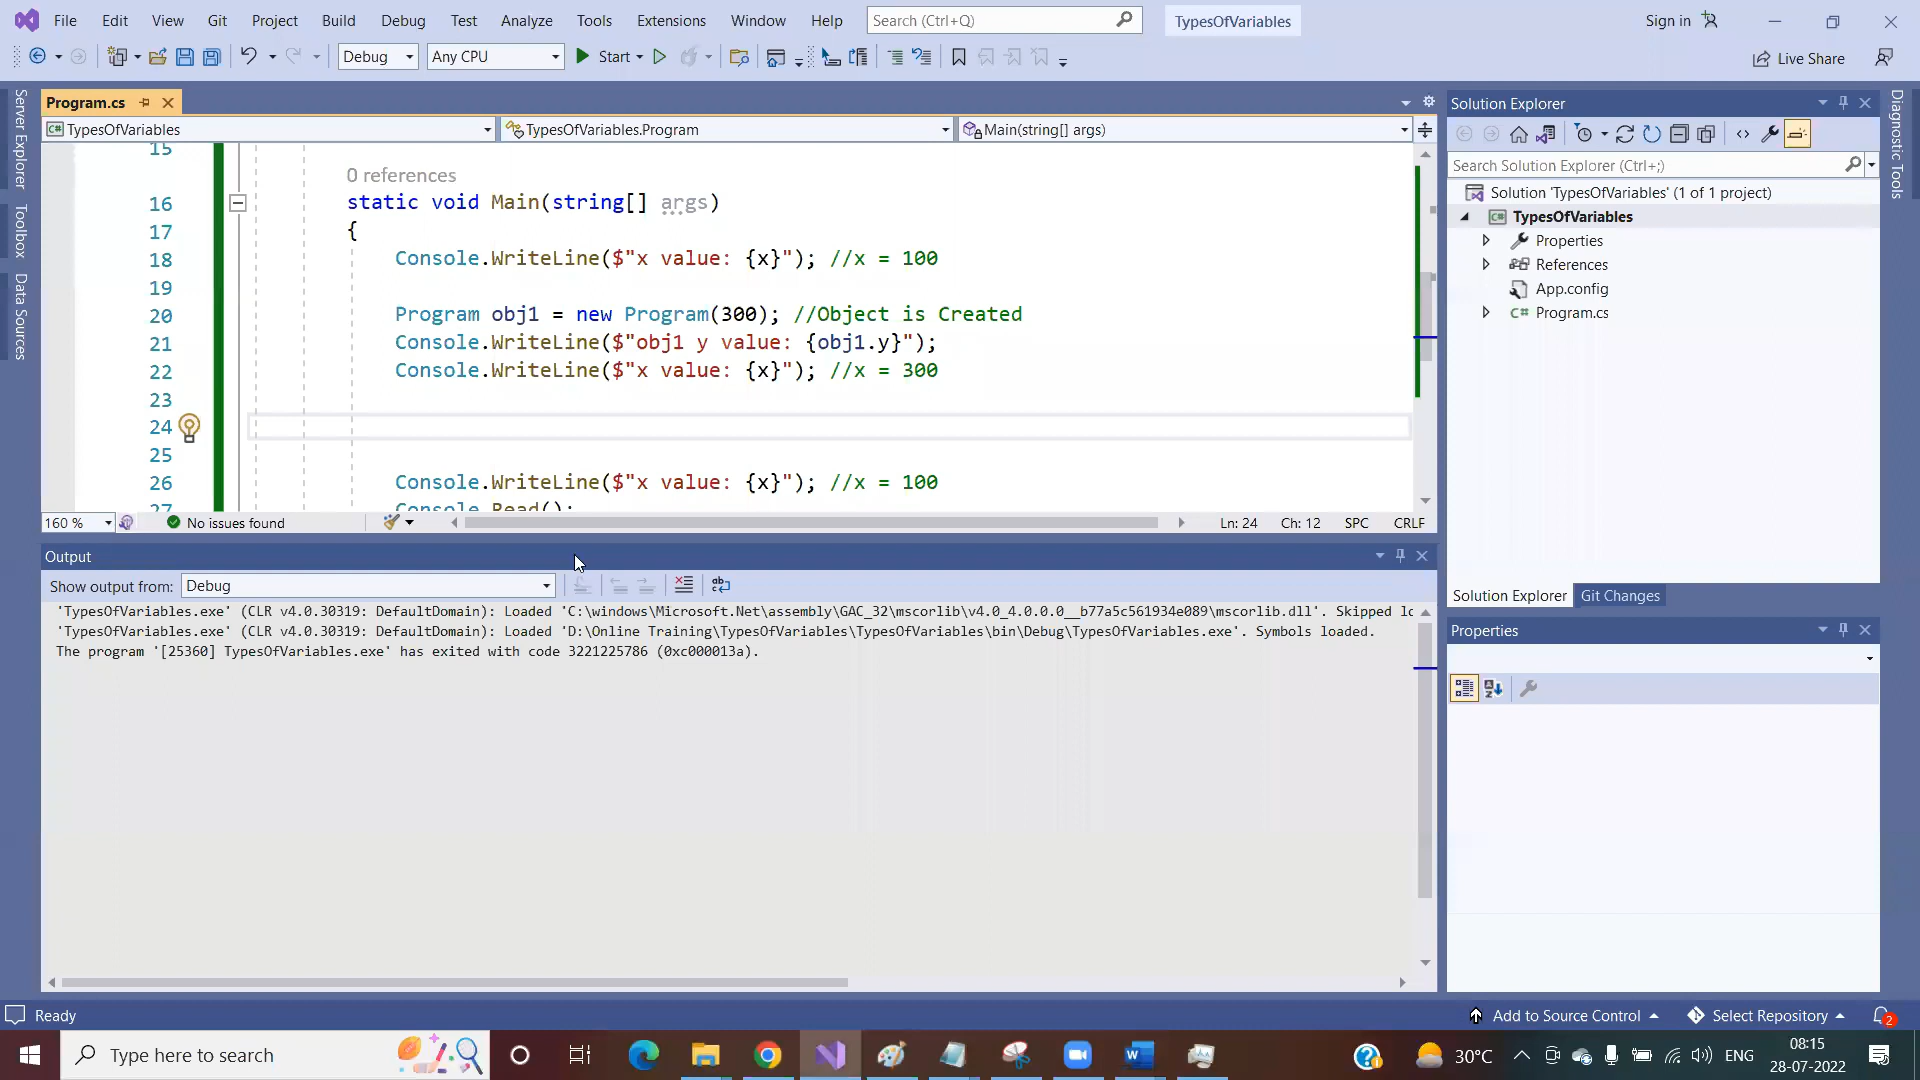 File Edit View Git Project Build Debug Test Analyze Tools Extensions Window Help Search (Ctrl+Q) TypesOfVariables Sign in
Debug Any CPU Start Live Share
Server Explorer
Toolbox
Data Sources
Program.cs
TypesOfVariables TypesOfVariables.Program Main(string[] args)
15
0 references
16 static void Main(string[] args)
17 {
18 Console.WriteLine($"x value: {x}"); //x = 100
19
20 Program obj1 = new Program(300); //Object is Created
21 Console.WriteLine($"obj1 y value: {obj1.y}");
22 Console.WriteLine($"x value: {x}"); //x = 300
23
24
25
26 Console.WriteLine($"x value: {x}"); //x = 100
27 Console.Read();
160 % No issues found Ln: 24 Ch: 12 SPC CRLF
Output
Show output from: Debug
'TypesOfVariables.exe' (CLR v4.0.30319: DefaultDomain): Loaded 'C:\windows\Microsoft.Net\assembly\GAC_32\mscorlib\v4.0_4.0.0.0__b77a5c561934e089\mscorlib.dll'. Skipped lo
'TypesOfVariables.exe' (CLR v4.0.30319: DefaultDomain): Loaded 'D:\Online Training\TypesOfVariables\TypesOfVariables\bin\Debug\TypesOfVariables.exe'. Symbols loaded.
The program '[25360] TypesOfVariables.exe' has exited with code 3221225786 (0xc000013a).
Solution Explorer
Search Solution Explorer (Ctrl+;)
Solution 'TypesOfVariables' (1 of 1 project)
C# TypesOfVariables
Properties
References
App.config
C# Program.cs
Solution Explorer Git Changes
Properties
Diagnostic Tools
Ready Add to Source Control Select Repository 2
Type here to search 30°C ENG 08:15
28-07-2022